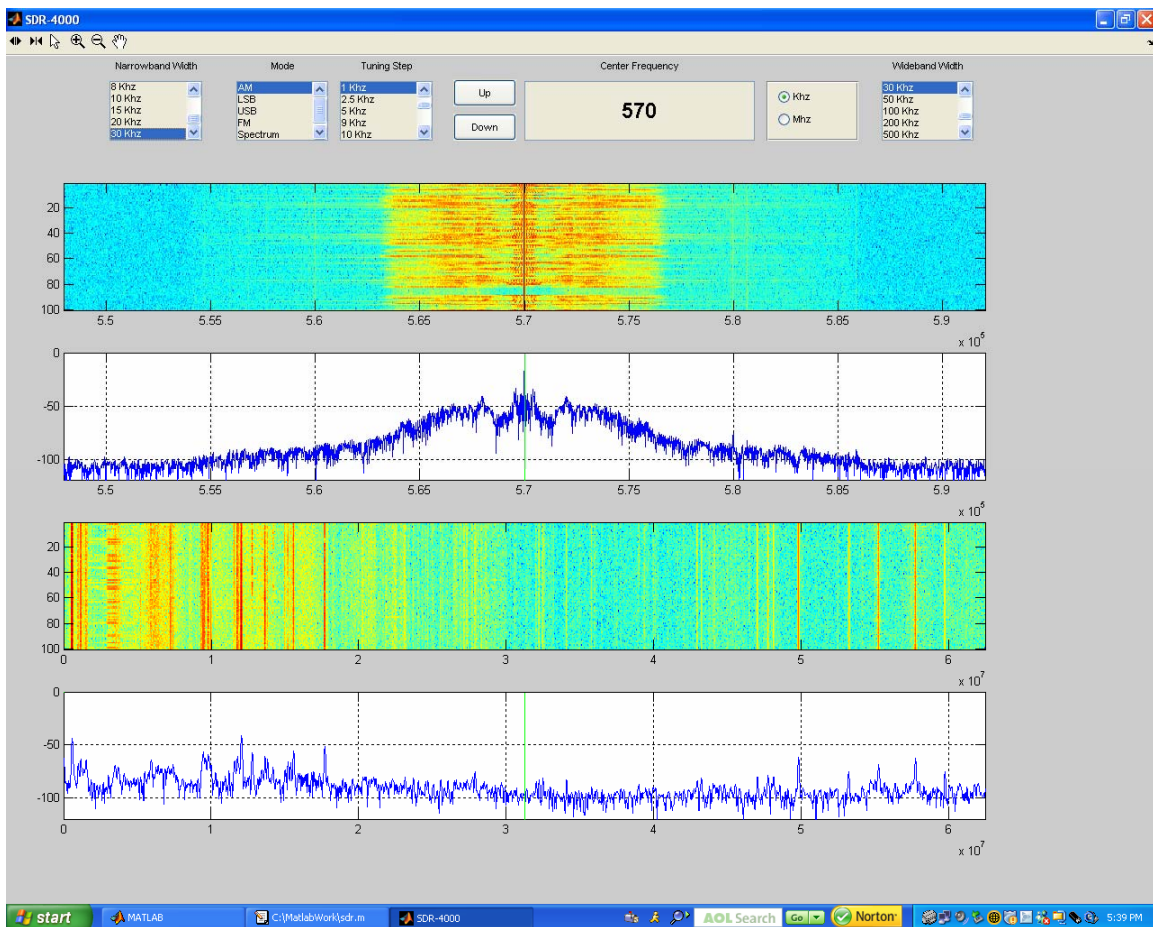 SDR-4000
Narrowband Width
Mode
Tuning Step
Center Frequency
Wideband Width
8 Khz
10 Khz
15 Khz
20 Khz
30 Khz
AM
LSB
USB
FM
Spectrum
1 Khz
2.5 Khz
5 Khz
9 Khz
10 Khz
Up
Down
570
Khz
Mhz
30 Khz
50 Khz
100 Khz
200 Khz
500 Khz
20
40
60
80
100
5.5 5.55 5.6 5.65 5.7 5.75 5.8 5.85 5.9
x 10^5
0
-50
-100
5.5 5.55 5.6 5.65 5.7 5.75 5.8 5.85 5.9
x 10^5
20
40
60
80
100
0 1 2 3 4 5 6
x 10^7
0
-50
-100
0 1 2 3 4 5 6
x 10^7
start
MATLAB
C:\MatlabWork\sdr.m
SDR-4000
AOL Search
Go
Norton
5:39 PM